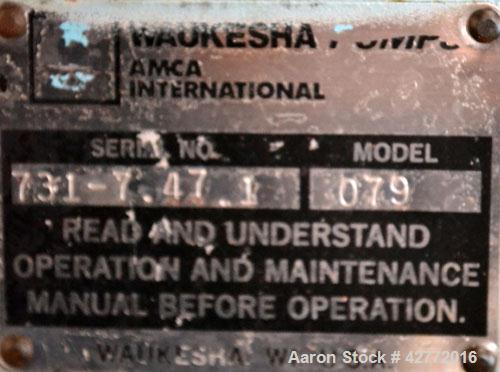 WAUKESHA PUMPS
AMCA
INTERNATIONAL
SERIAL NO.
MODEL
731-7.47.1
079
READ AND UNDERSTAND
OPERATION AND MAINTENANCE
MANUAL BEFORE OPERATION.
WAUKESHA
Aaron Stock # 42772016